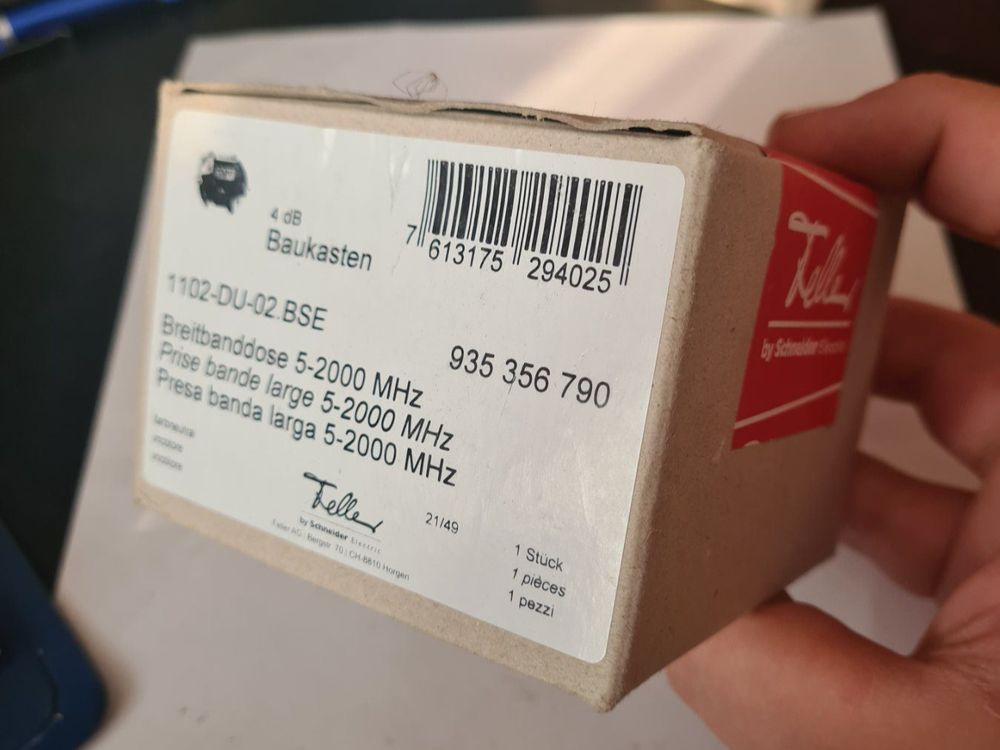 4 dB
Baukasten
7 613175 294025
1102-DU-02.BSE
935 356 790
Breitbanddose 5-2000 MHz
Prise bande large 5-2000 MHz
Presa banda larga 5-2000 MHz
incolore
incolore
Feller
by Schneider Electric
Feller AG | Bergstr. 70 | CH-8810 Horgen
21/49
1 Stück
1 pièces
1 pezzi
Feller
by Schneider Electric